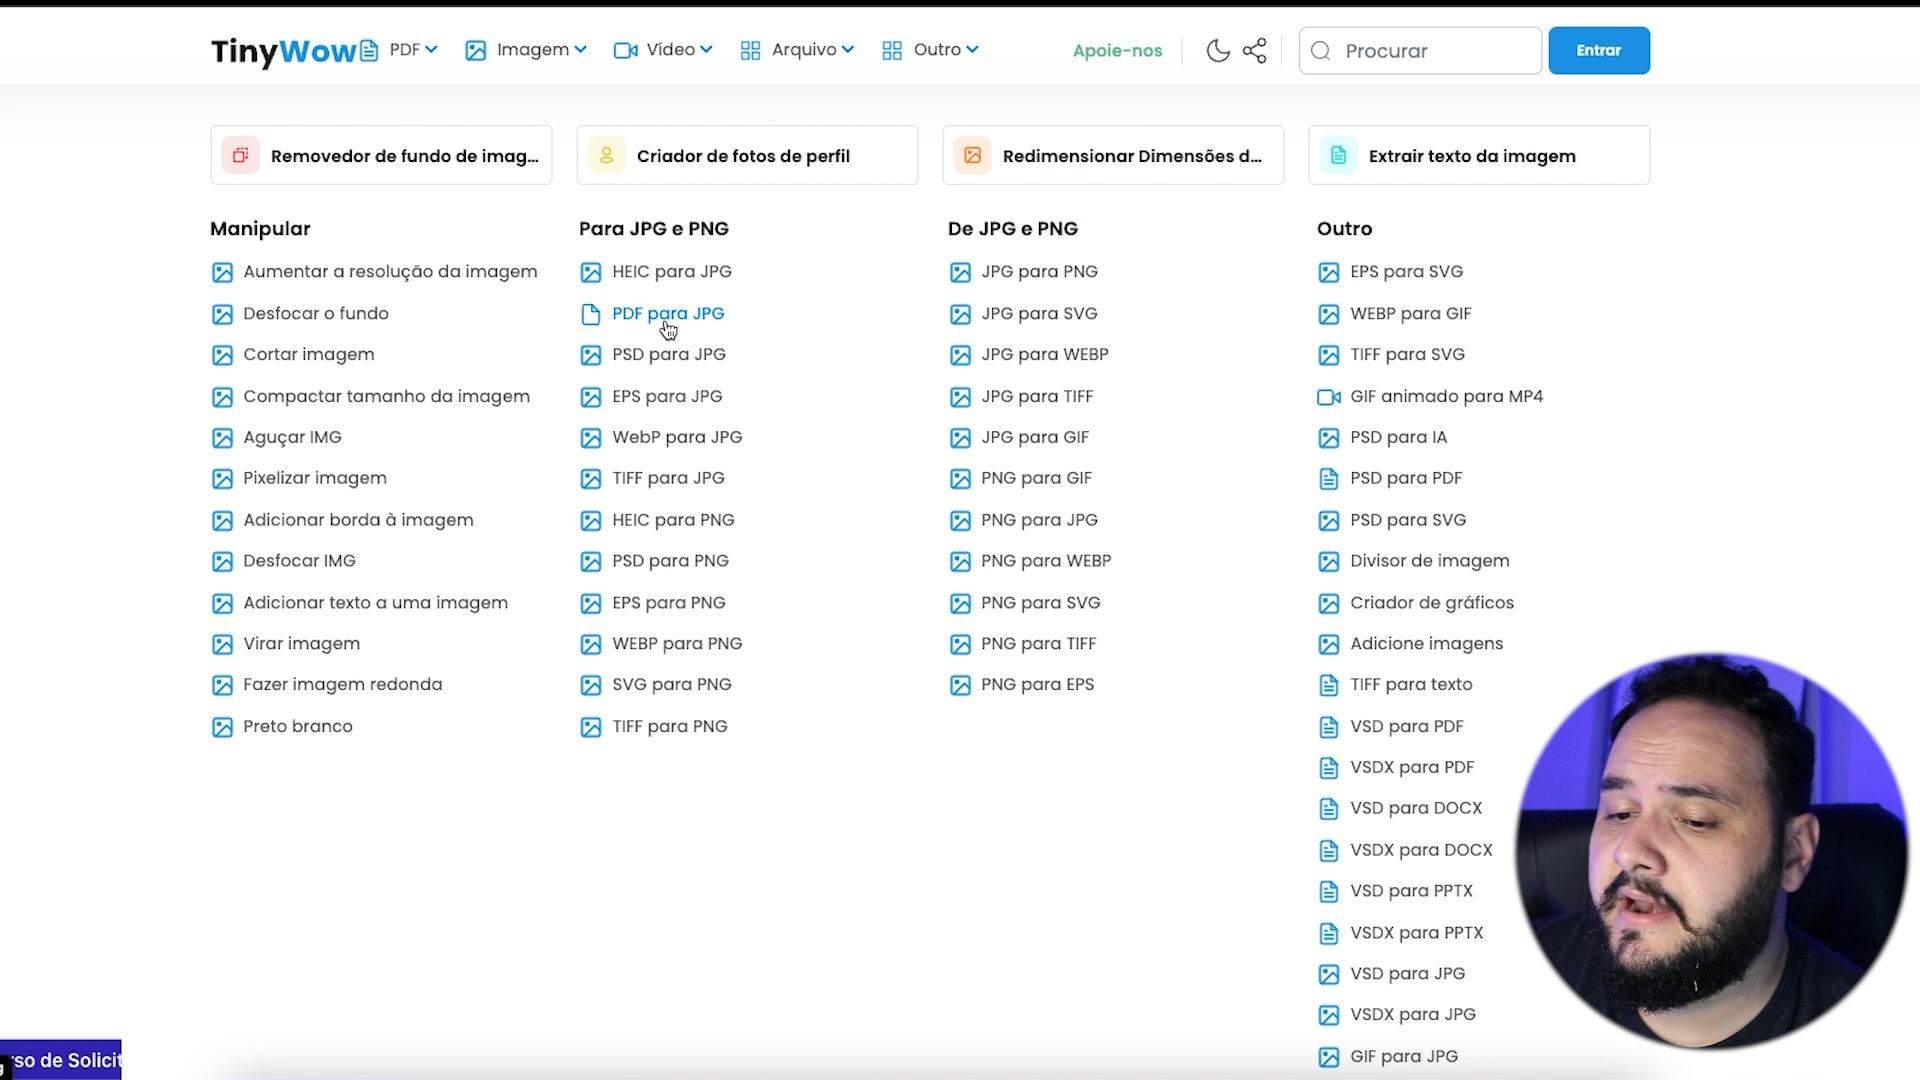 TinyWow
PDF
Imagem
Vídeo
Arquivo
Outro
Apoie-nos
Procurar
Entrar
Removedor de fundo de imag...
Criador de fotos de perfil
Redimensionar Dimensões d...
Extrair texto da imagem
Manipular
Aumentar a resolução da imagem
Desfocar o fundo
Cortar imagem
Compactar tamanho da imagem
Aguçar IMG
Pixelizar imagem
Adicionar borda à imagem
Desfocar IMG
Adicionar texto a uma imagem
Virar imagem
Fazer imagem redonda
Preto branco
Para JPG e PNG
HEIC para JPG
PDF para JPG
PSD para JPG
EPS para JPG
WebP para JPG
TIFF para JPG
HEIC para PNG
PSD para PNG
EPS para PNG
WEBP para PNG
SVG para PNG
TIFF para PNG
De JPG e PNG
JPG para PNG
JPG para SVG
JPG para WEBP
JPG para TIFF
JPG para GIF
PNG para GIF
PNG para JPG
PNG para WEBP
PNG para SVG
PNG para TIFF
PNG para EPS
Outro
EPS para SVG
WEBP para GIF
TIFF para SVG
GIF animado para MP4
PSD para IA
PSD para PDF
PSD para SVG
Divisor de imagem
Criador de gráficos
Adicione imagens
TIFF para texto
VSD para PDF
VSDX para PDF
VSD para DOCX
VSDX para DOCX
VSD para PPTX
VSDX para PPTX
VSD para JPG
VSDX para JPG
GIF para JPG
so de Solicit